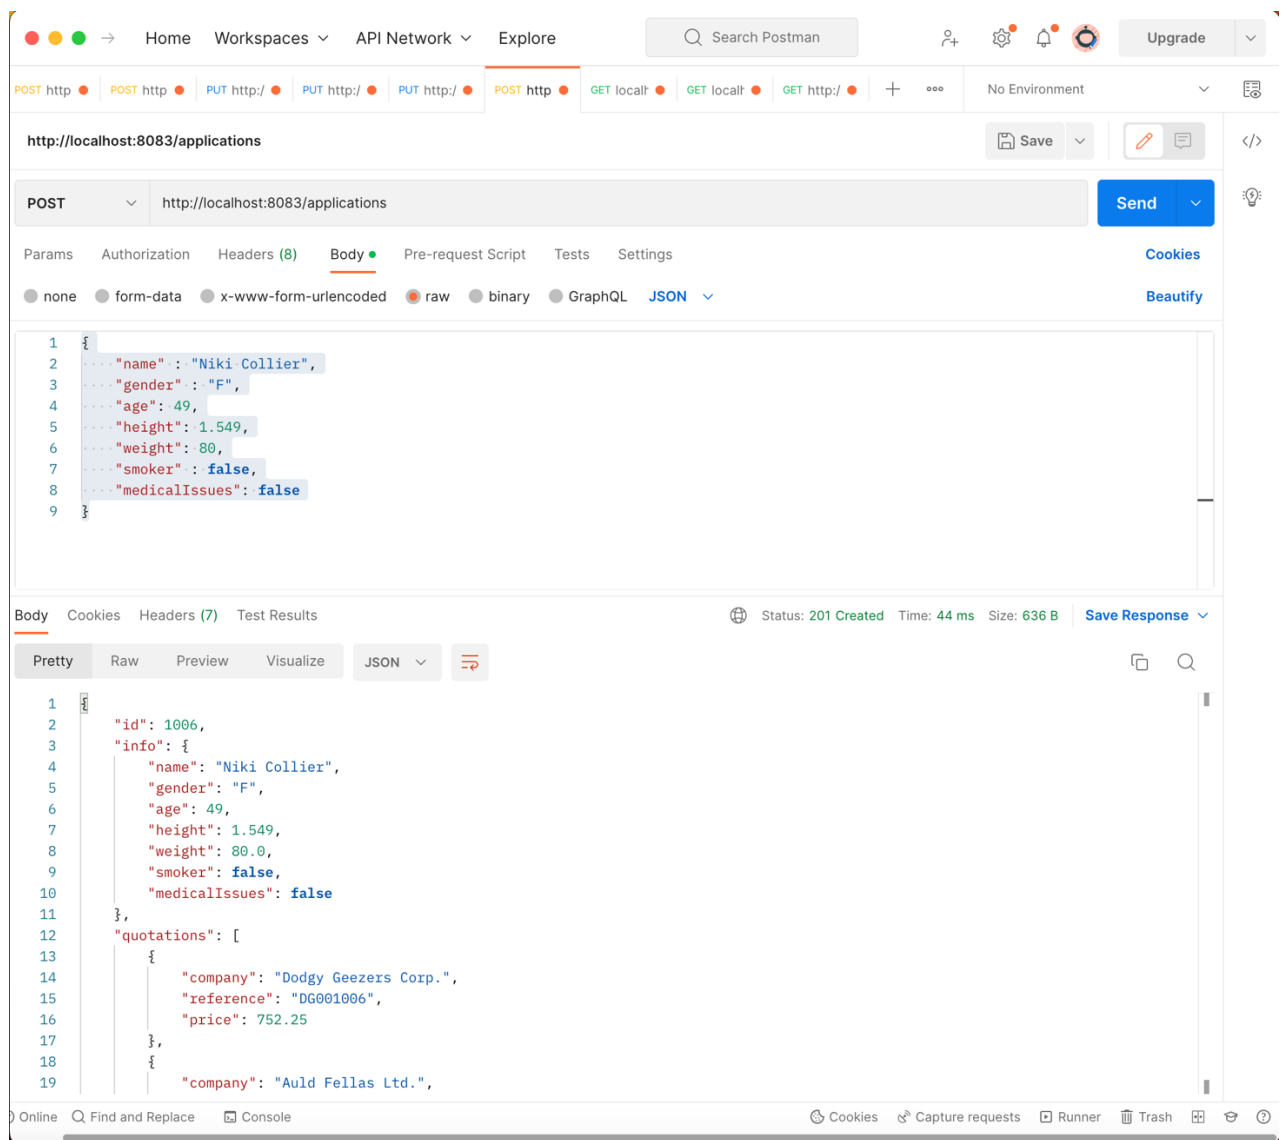 Home Workspaces API Network Explore Search Postman Upgrade
POST http POST http PUT http:/ PUT http:/ PUT http:/ POST http GET localh GET localh GET http:/ No Environment
http://localhost:8083/applications Save
POST http://localhost:8083/applications Send
Params Authorization Headers (8) Body Pre-request Script Tests Settings Cookies
none form-data x-www-form-urlencoded raw binary GraphQL JSON Beautify
1 {
2 "name" : "Niki Collier",
3 "gender" : "F",
4 "age": 49,
5 "height": 1.549,
6 "weight": 80,
7 "smoker" : false,
8 "medicalIssues": false
9 }
Body Cookies Headers (7) Test Results Status: 201 Created Time: 44 ms Size: 636 B Save Response
Pretty Raw Preview Visualize JSON
1 {
2 "id": 1006,
3 "info": {
4 "name": "Niki Collier",
5 "gender": "F",
6 "age": 49,
7 "height": 1.549,
8 "weight": 80.0,
9 "smoker": false,
10 "medicalIssues": false
11 },
12 "quotations": [
13 {
14 "company": "Dodgy Geezers Corp.",
15 "reference": "DG001006",
16 "price": 752.25
17 },
18 {
19 "company": "Auld Fellas Ltd.",
Online Find and Replace Console Cookies Capture requests Runner Trash